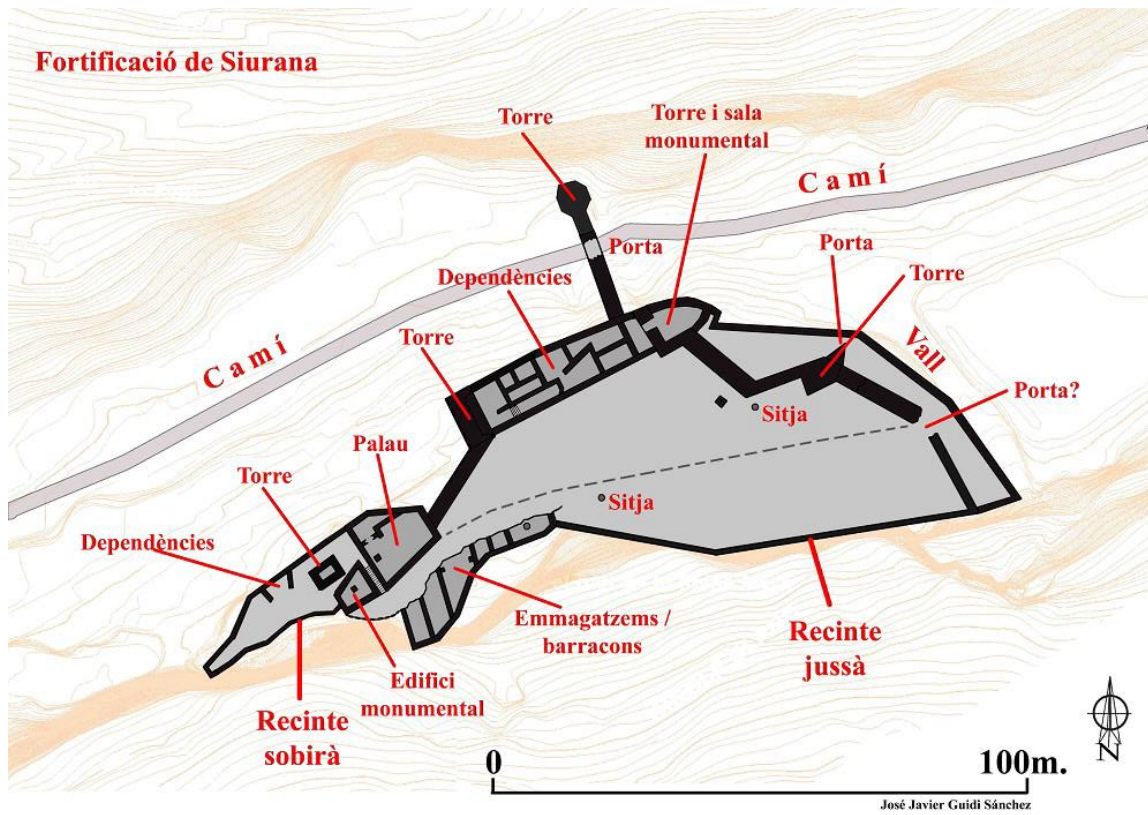 Fortificació de Siurana
Torre
Torre i sala
monumental
Camí
Porta
Porta
Dependències
Torre
Camí
Torre
Vall
Porta?
Sitja
Palau
Torre
Sitja
Dependències
Emmagatzems /
barracons
Recinte
jussà
Edifici
monumental
Recinte
sobirà
N
0
100m.
José Javier Guidi Sánchez